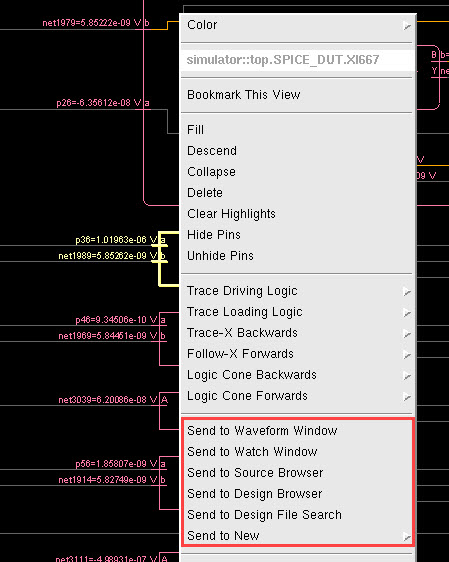 net1979=5.85222e-09 V b
Color
simulator::top.SPICE_DUT.XI667
B b=
Y ne
Bookmark This View
p26=-6.35612e-08 V a
Fill
Descend
V
Collapse
09 V
Delete
Clear Highlights
p36=1.01963e-06 V a
Hide Pins
net1989=5.85262e-09 V b
Unhide Pins
Trace Driving Logic
p46=9.34506e-10 V a
Trace Loading Logic
net1969=5.84451e-09 V b
Trace-X Backwards
Follow-X Forwards
Logic Cone Backwards
Logic Cone Forwards
net3039=6.20086e-08 V A
Send to Waveform Window
Send to Watch Window
p56=1.85807e-09 V a
Send to Source Browser
net1914=5.82749e-09 V b
Send to Design Browser
Send to Design File Search
Send to New
net3111=-4.98931e-07 V A